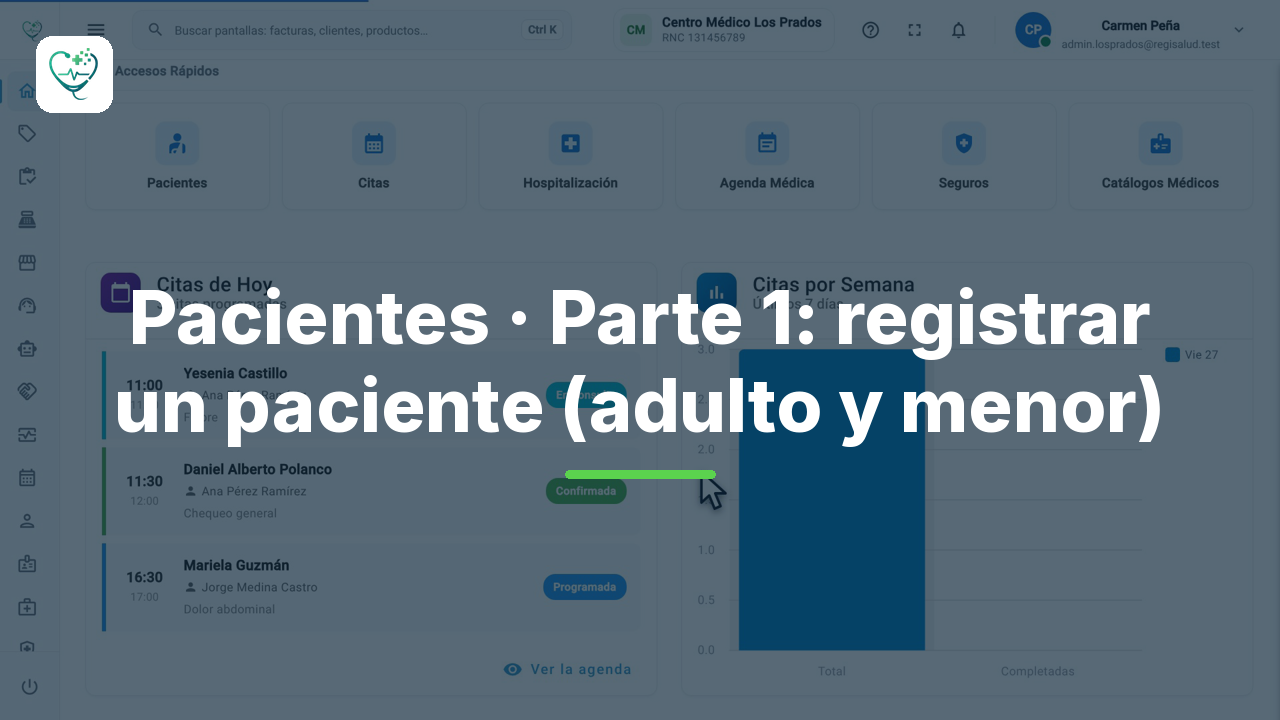 Buscar pantallas: facturas, clientes, productos...
Ctrl K
CM
Centro Médico Los Prados
RNC 131456789
CP
Carmen Peña
admin.losprados@regisalud.test
Accesos Rápidos
Pacientes
Citas
Hospitalización
Agenda Médica
Seguros
Catálogos Médicos
Citas de Hoy
Citas por Semana
Pacientes · Parte 1: registrar
un paciente (adulto y menor)
11:00
Yesenia Castillo
11:30
12:00
Daniel Alberto Polanco
Ana Pérez Ramírez
Chequeo general
Confirmada
16:30
17:00
Mariela Guzmán
Jorge Medina Castro
Dolor abdominal
Programada
Ver la agenda
Vie 27
3.0
2.0
1.0
0.5
0.0
Total
Completadas